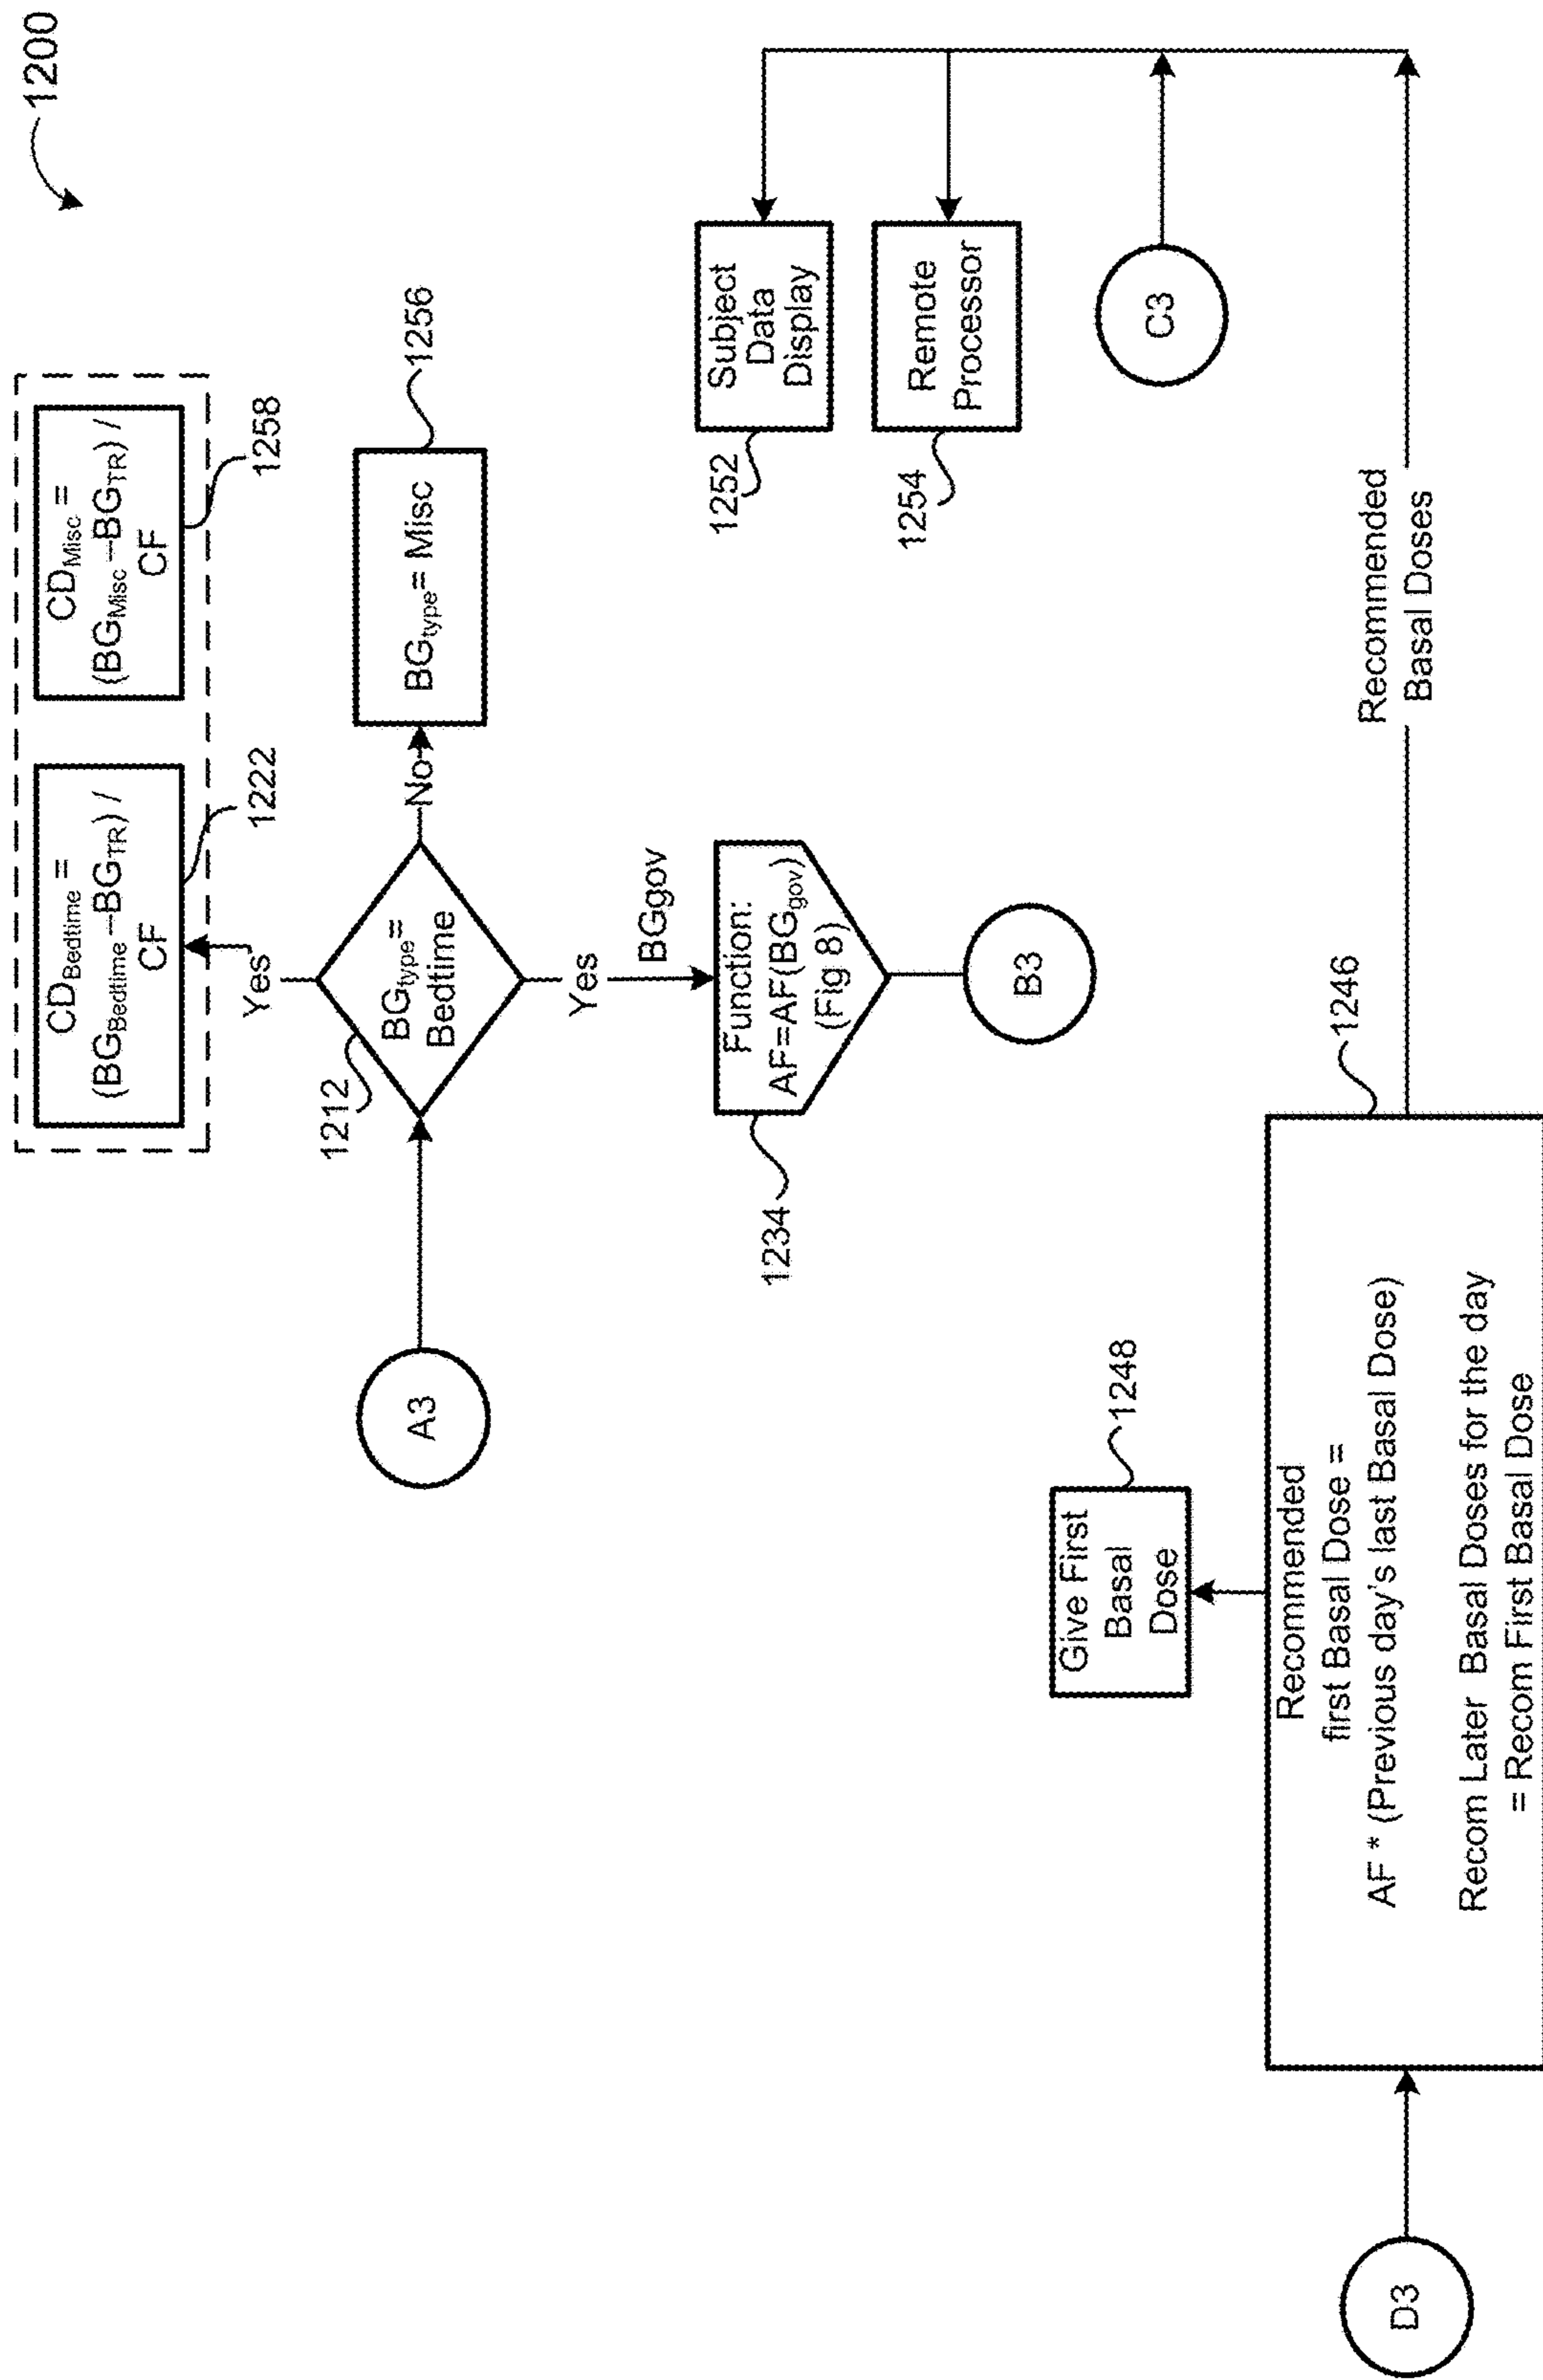 1200
CD_Bedtime =
(BG_Bedtime–BG_TR) /
CF
1222
CD_Misc =
(BG_Misc–BG_TR) /
CF
1258
Yes
A3
1212
BG_type=
Bedtime
No
BG_type= Misc
1256
Yes
BGgov
1234
Function:
AF=AF(BG_gov)
(Fig 8)
B3
1252
Subject
Data
Display
1254
Remote
Processor
C3
Give First
Basal
Dose
1248
D3
Recommended
first Basal Dose =
AF * (Previous day's last Basal Dose)
Recom Later Basal Doses for the day
= Recom First Basal Dose
1246
Recommended
Basal Doses